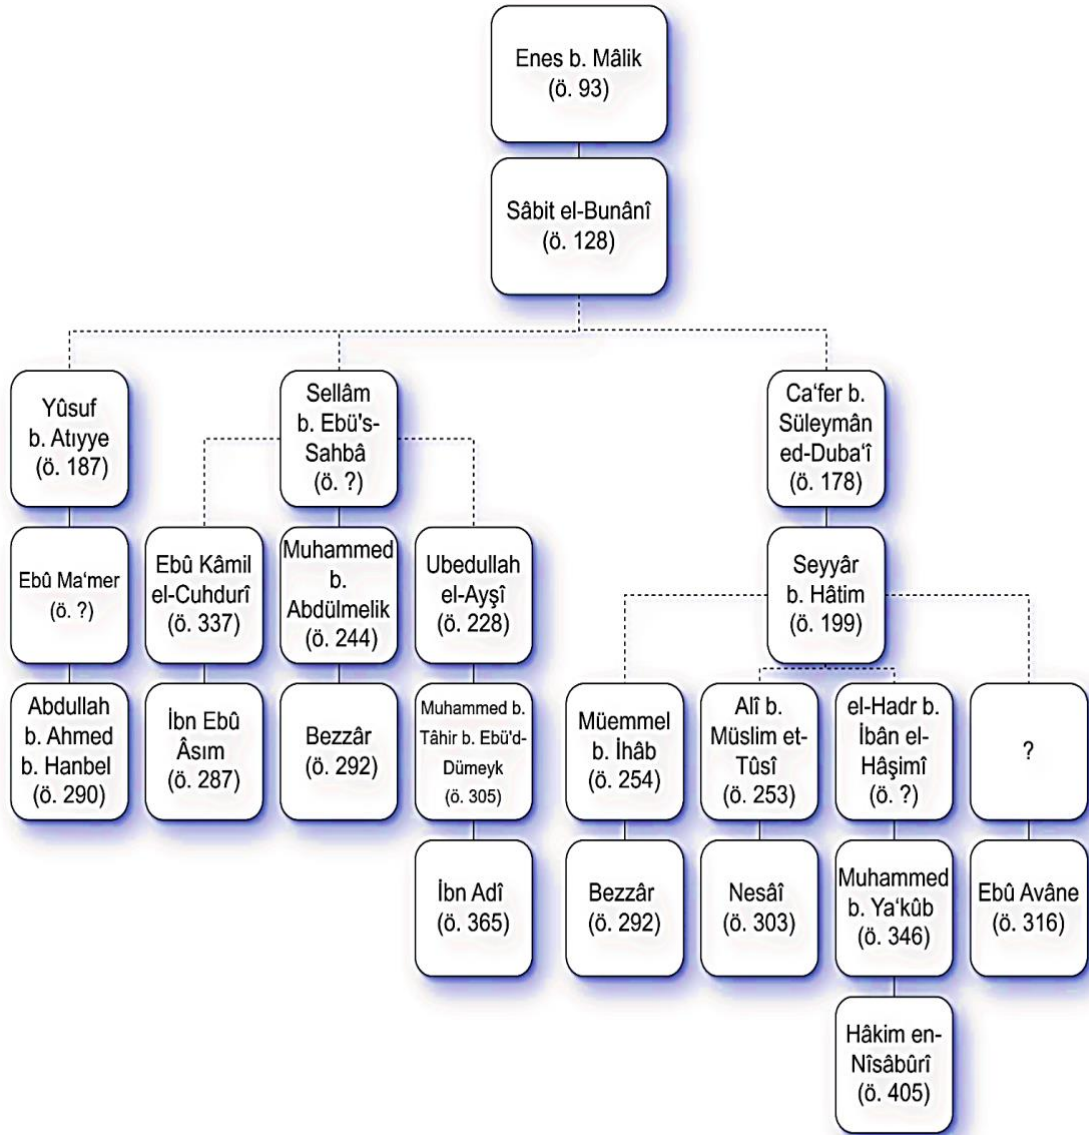 Enes b. Mâlik
(ö. 93)
Sâbit el-Bunânî
(ö. 128)
Yûsuf
b. Atıyye
(ö. 187)
Sellâm
b. Ebü's-
Sahbâ
(ö. ?)
Ca‘fer b.
Süleymân
ed-Duba‘î
(ö. 178)
Ebû Ma‘mer
(ö. ?)
Ebû Kâmil
el-Cuhdurî
(ö. 337)
Muhammed
b.
Abdülmelik
(ö. 244)
Ubedullah
el-Ayşî
(ö. 228)
Seyyâr
b. Hâtim
(ö. 199)
Abdullah
b. Ahmed
b. Hanbel
(ö. 290)
İbn Ebû
Âsım
(ö. 287)
Bezzâr
(ö. 292)
Muhammed b.
Tâhir b. Ebü'd-
Dümeyk
(ö. 305)
Müemmel
b. İhâb
(ö. 254)
Alî b.
Müslim et-
Tûsî
(ö. 253)
el-Hadr b.
İbân el-
Hâşimî
(ö. ?)
?
İbn Adî
(ö. 365)
Bezzâr
(ö. 292)
Nesâî
(ö. 303)
Muhammed
b. Ya‘kûb
(ö. 346)
Ebû Avâne
(ö. 316)
Hâkim en-
Nîsâbûrî
(ö. 405)